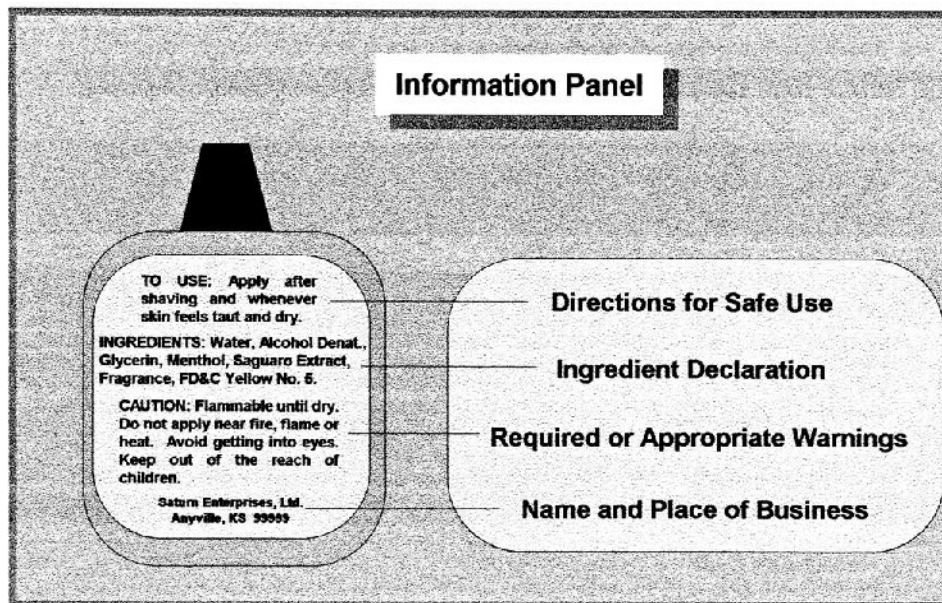 Information Panel
TO USE: Apply after
shaving and whenever
skin feels taut and dry.
INGREDIENTS: Water, Alcohol Denat.,
Glycerin, Menthol, Saguaro Extract,
Fragrance, FD&C Yellow No. 5.
CAUTION: Flammable until dry.
Do not apply near fire, flame or
heat. Avoid getting into eyes.
Keep out of the reach of
children.
Saturn Enterprises, Ltd.
Anyville, KS 99999
Directions for Safe Use
Ingredient Declaration
Required or Appropriate Warnings
Name and Place of Business